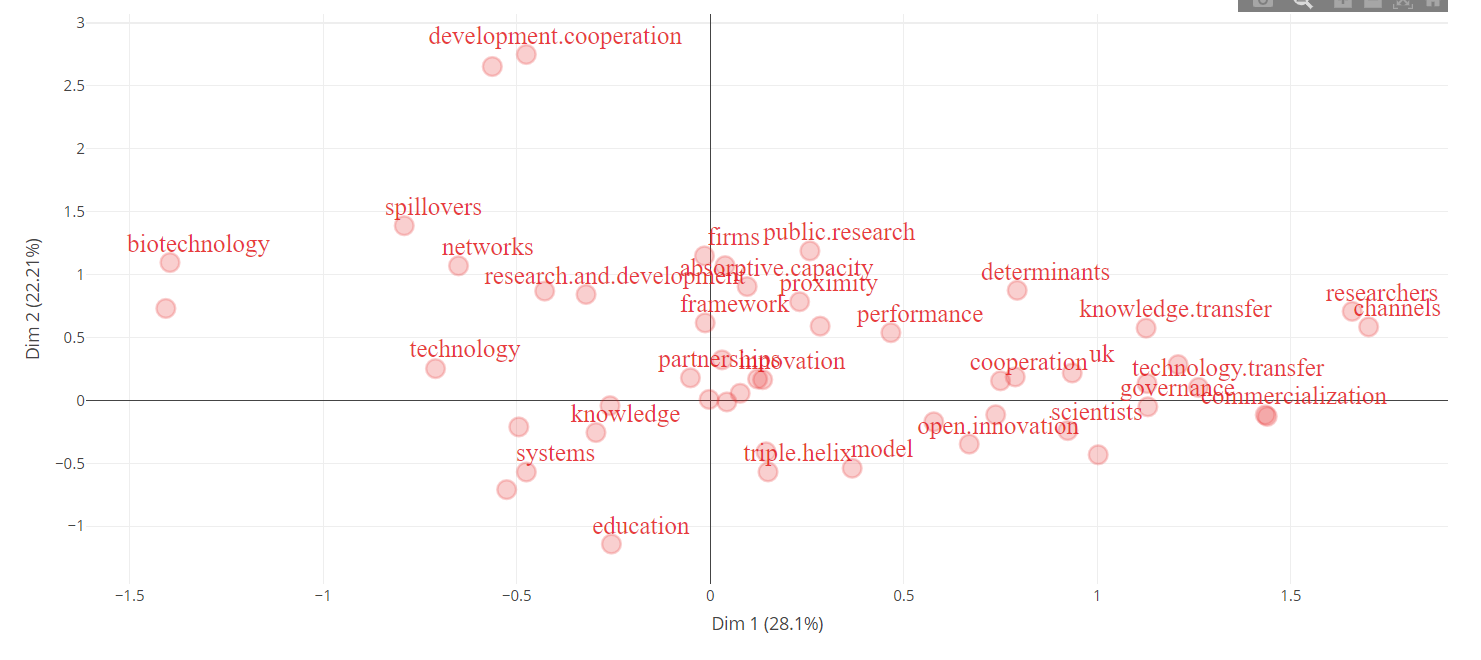 3
development.cooperation
2.5
2
1.5
spillovers
firms
public.research
biotechnology
networks
1
research.and.development
absorptive.capacity
determinants
proximity
framework
performance
knowledge.transfer
researchers
channels
0.5
technology
partnerships
innovation
cooperation
uk
technology.transfer
governance
commercialization
0
knowledge
open.innovation
scientists
−0.5
systems
triple.helix
model
−1
education
−1.5
−1
−0.5
0
0.5
1
1.5
Dim 1 (28.1%)
Dim 2 (22.21%)